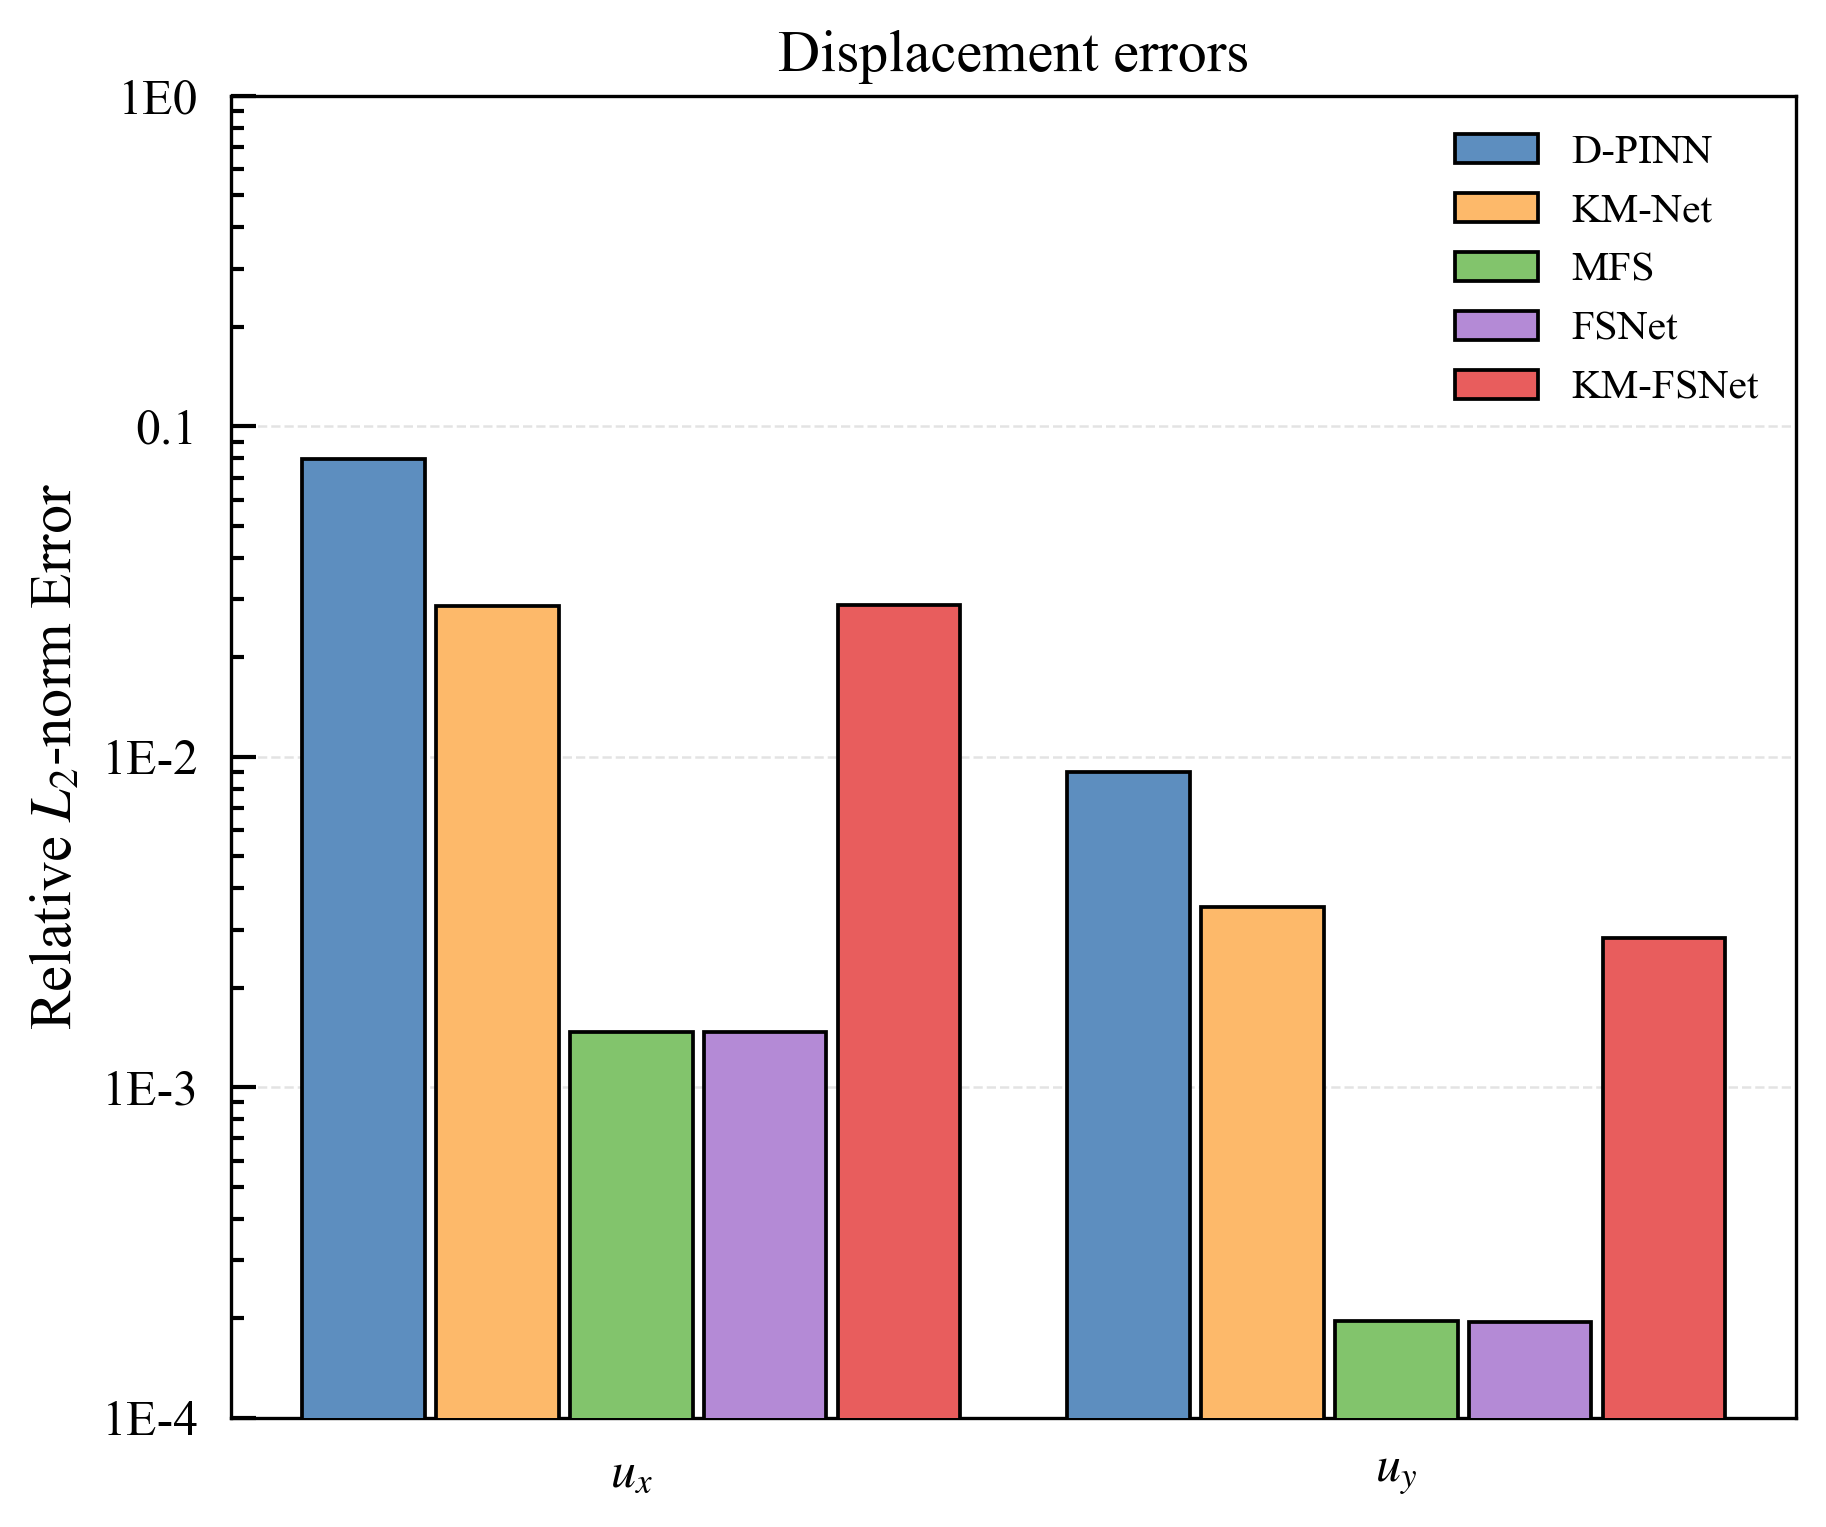 Displacement errors
1E0
0.1
1E-2
1E-3
1E-4
Relative L₂-norm Error
D-PINN
KM-Net
MFS
FSNet
KM-FSNet
uₓ
u_y